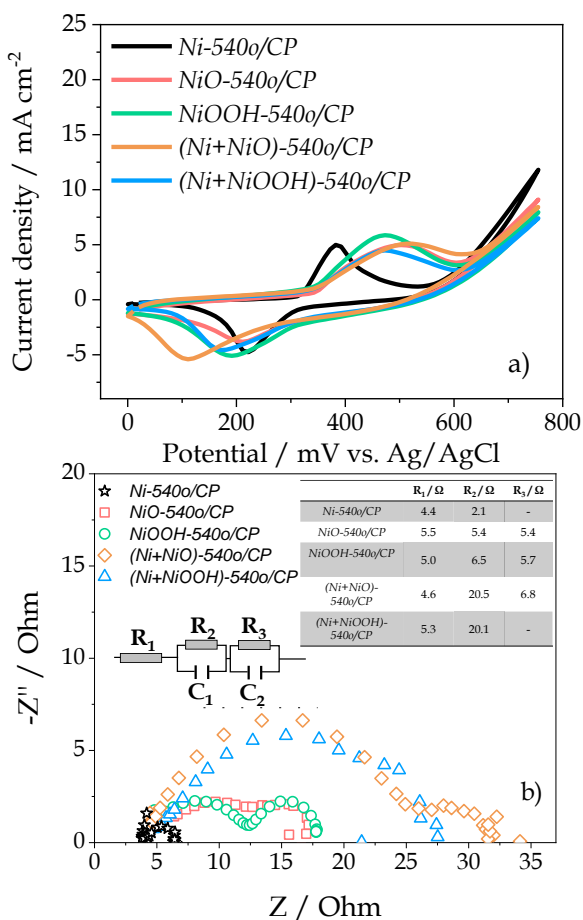 25
20
15
10
5
0
-5
Current density / mA cm-2
Ni-540o/CP
NiO-540o/CP
NiOOH-540o/CP
(Ni+NiO)-540o/CP
(Ni+NiOOH)-540o/CP
a)
0 200 400 600 800
Potential / mV vs. Ag/AgCl
20
15
10
5
0
-Z" / Ohm
Ni-540o/CP
NiO-540o/CP
NiOOH-540o/CP
(Ni+NiO)-540o/CP
(Ni+NiOOH)-540o/CP
R1 / Ω R2 / Ω R3 / Ω
Ni-540o/CP 4.4 2.1 -
NiO-540o/CP 5.5 5.4 5.4
NiOOH-540o/CP 5.0 6.5 5.7
(Ni+NiO)-
540o/CP 4.6 20.5 6.8
(Ni+NiOOH)-
540o/CP 5.3 20.1 -
R1 R2 R3
C1 C2
b)
0 5 10 15 20 25 30 35
Z / Ohm